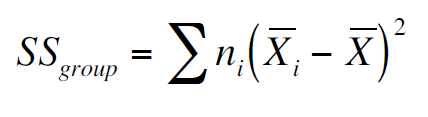 SS_group = ∑ n_i(X̅_i − X̅)²